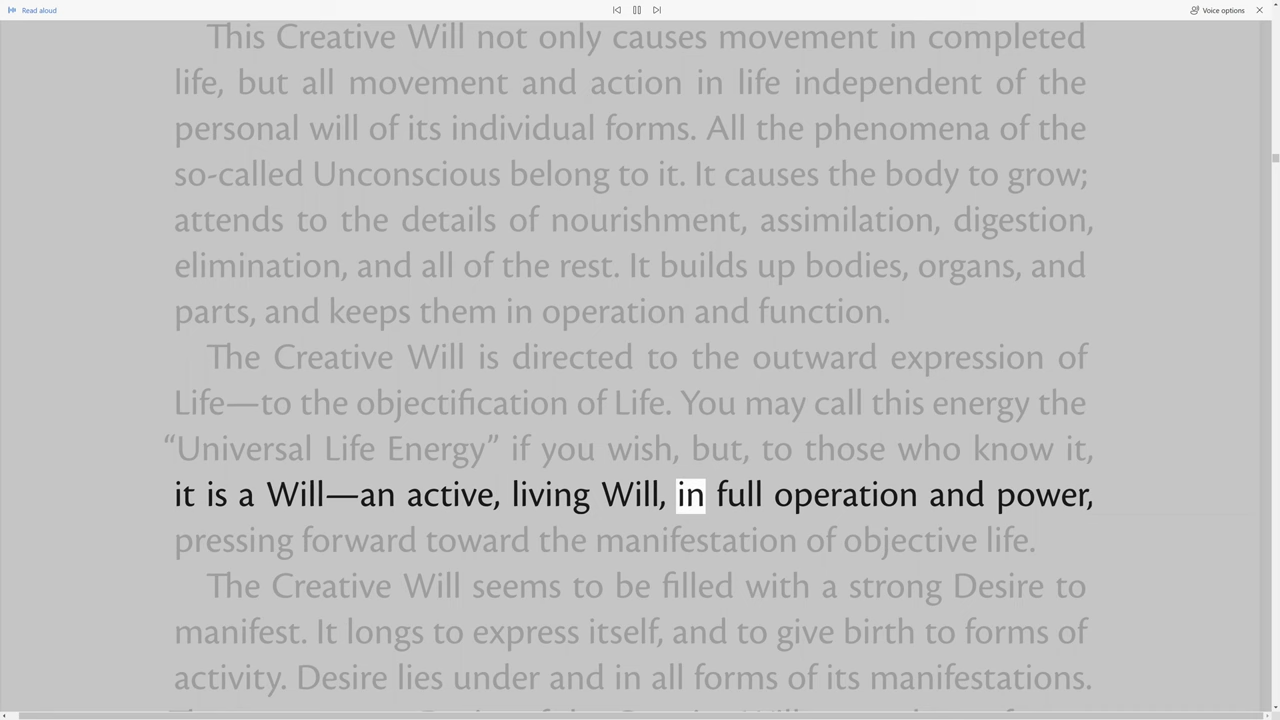 Read aloud
Voice options
This Creative Will not only causes movement in completed
life, but all movement and action in life independent of the
personal will of its individual forms. All the phenomena of the
so-called Unconscious belong to it. It causes the body to grow;
attends to the details of nourishment, assimilation, digestion,
elimination, and all of the rest. It builds up bodies, organs, and
parts, and keeps them in operation and function.
The Creative Will is directed to the outward expression of
Life—to the objectification of Life. You may call this energy the
“Universal Life Energy” if you wish, but, to those who know it,
it is a Will—an active, living Will, in full operation and power,
pressing forward toward the manifestation of objective life.
The Creative Will seems to be filled with a strong Desire to
manifest. It longs to express itself, and to give birth to forms of
activity. Desire lies under and in all forms of its manifestations.